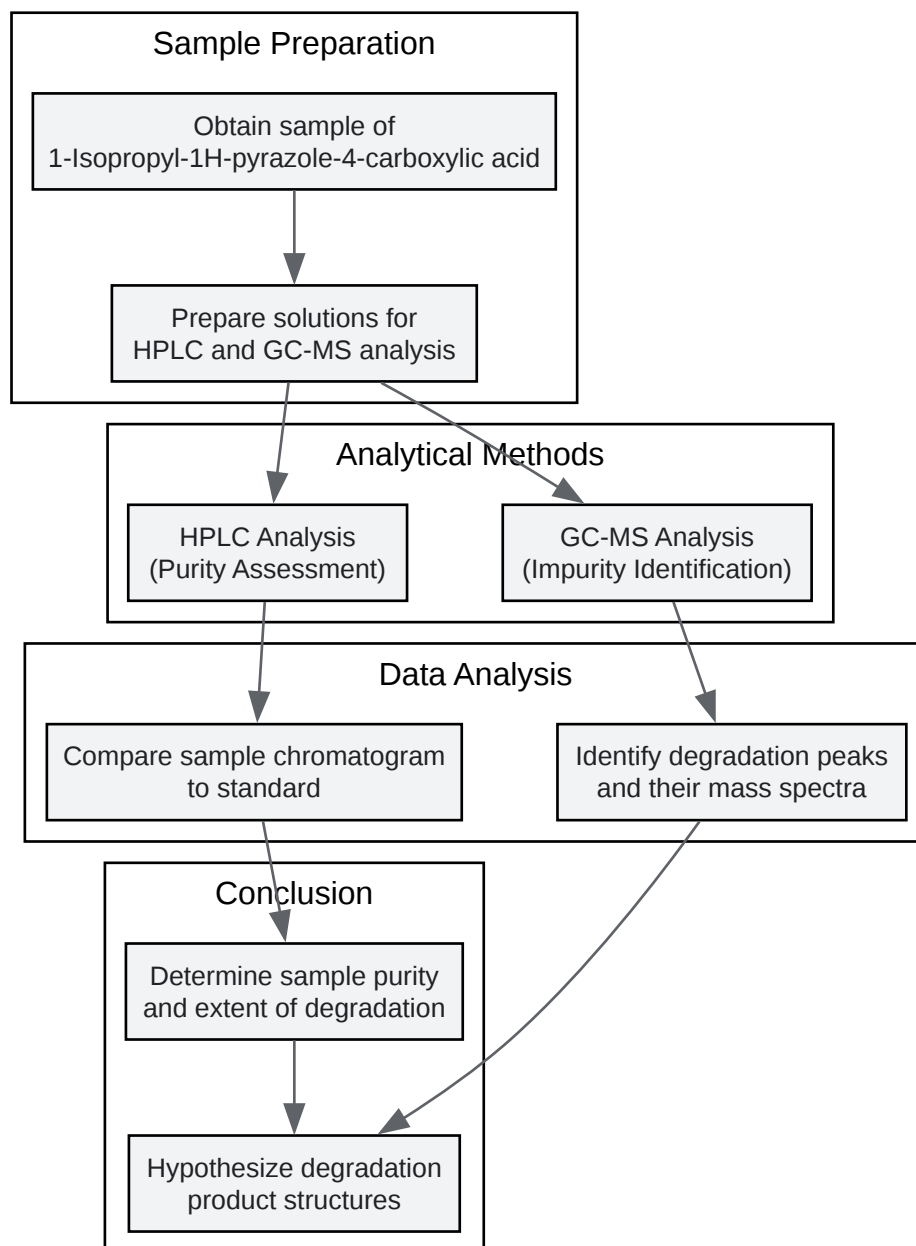 Sample Preparation
Obtain sample of
1-Isopropyl-1H-pyrazole-4-carboxylic acid
Prepare solutions for
HPLC and GC-MS analysis
Analytical Methods
HPLC Analysis
(Purity Assessment)
GC-MS Analysis
(Impurity Identification)
Data Analysis
Compare sample chromatogram
to standard
Identify degradation peaks
and their mass spectra
Conclusion
Determine sample purity
and extent of degradation
Hypothesize degradation
product structures